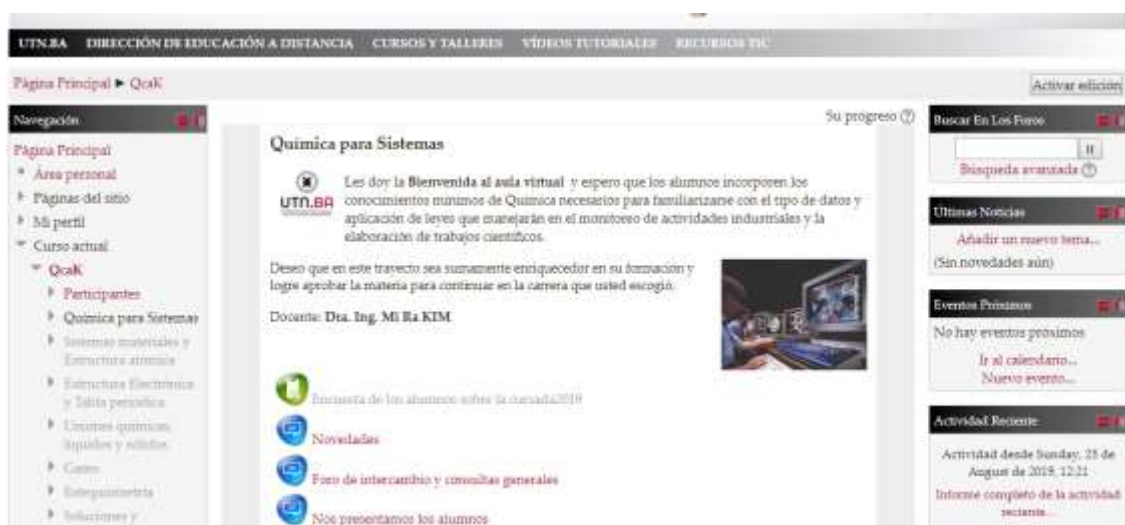 UTN.BA DIRECCIÓN DE EDUCACIÓN A DISTANCIA CURSOS Y TALLERES VÍDEOS TUTORIALES RECURSOS TIC
Página Principal ► QcaK
Activar edición
Navegación
Página Principal
Área personal
Páginas del sitio
Mi perfil
Curso actual
QcaK
Participantes
Química para Sistemas
Sistemas materiales y
Estructura atómica
Estructura Electrónica
y Tabla periódica
Uniones químicas,
líquidos y sólidos
Gases
Estequiometría
Soluciones y
Su progreso
Química para Sistemas
UTN.BA
Les doy la Bienvenida al aula virtual y espero que los alumnos incorporen los
conocimientos mínimos de Química necesarios para familiarizarse con el tipo de datos y
aplicación de leyes que manejarán en el monitoreo de actividades industriales y la
elaboración de trabajos científicos.
Deseo que en este trayecto sea sumamente enriquecedor en su formación y
logre aprobar la materia para continuar en la carrera que usted escogió.
Docente: Dra. Ing. Mi Ra KIM
Encuesta de los alumnos sobre la cursada2019
Novedades
Foro de intercambio y consultas generales
Nos presentamos los alumnos
Buscar En Los Foros
Ir
Búsqueda avanzada
Últimas Noticias
Añadir un nuevo tema...
(Sin novedades aún)
Eventos Próximos
No hay eventos próximos
Ir al calendario...
Nuevo evento...
Actividad Reciente
Actividad desde Sunday, 25 de
August de 2019, 12:21
Informe completo de la actividad
reciente...